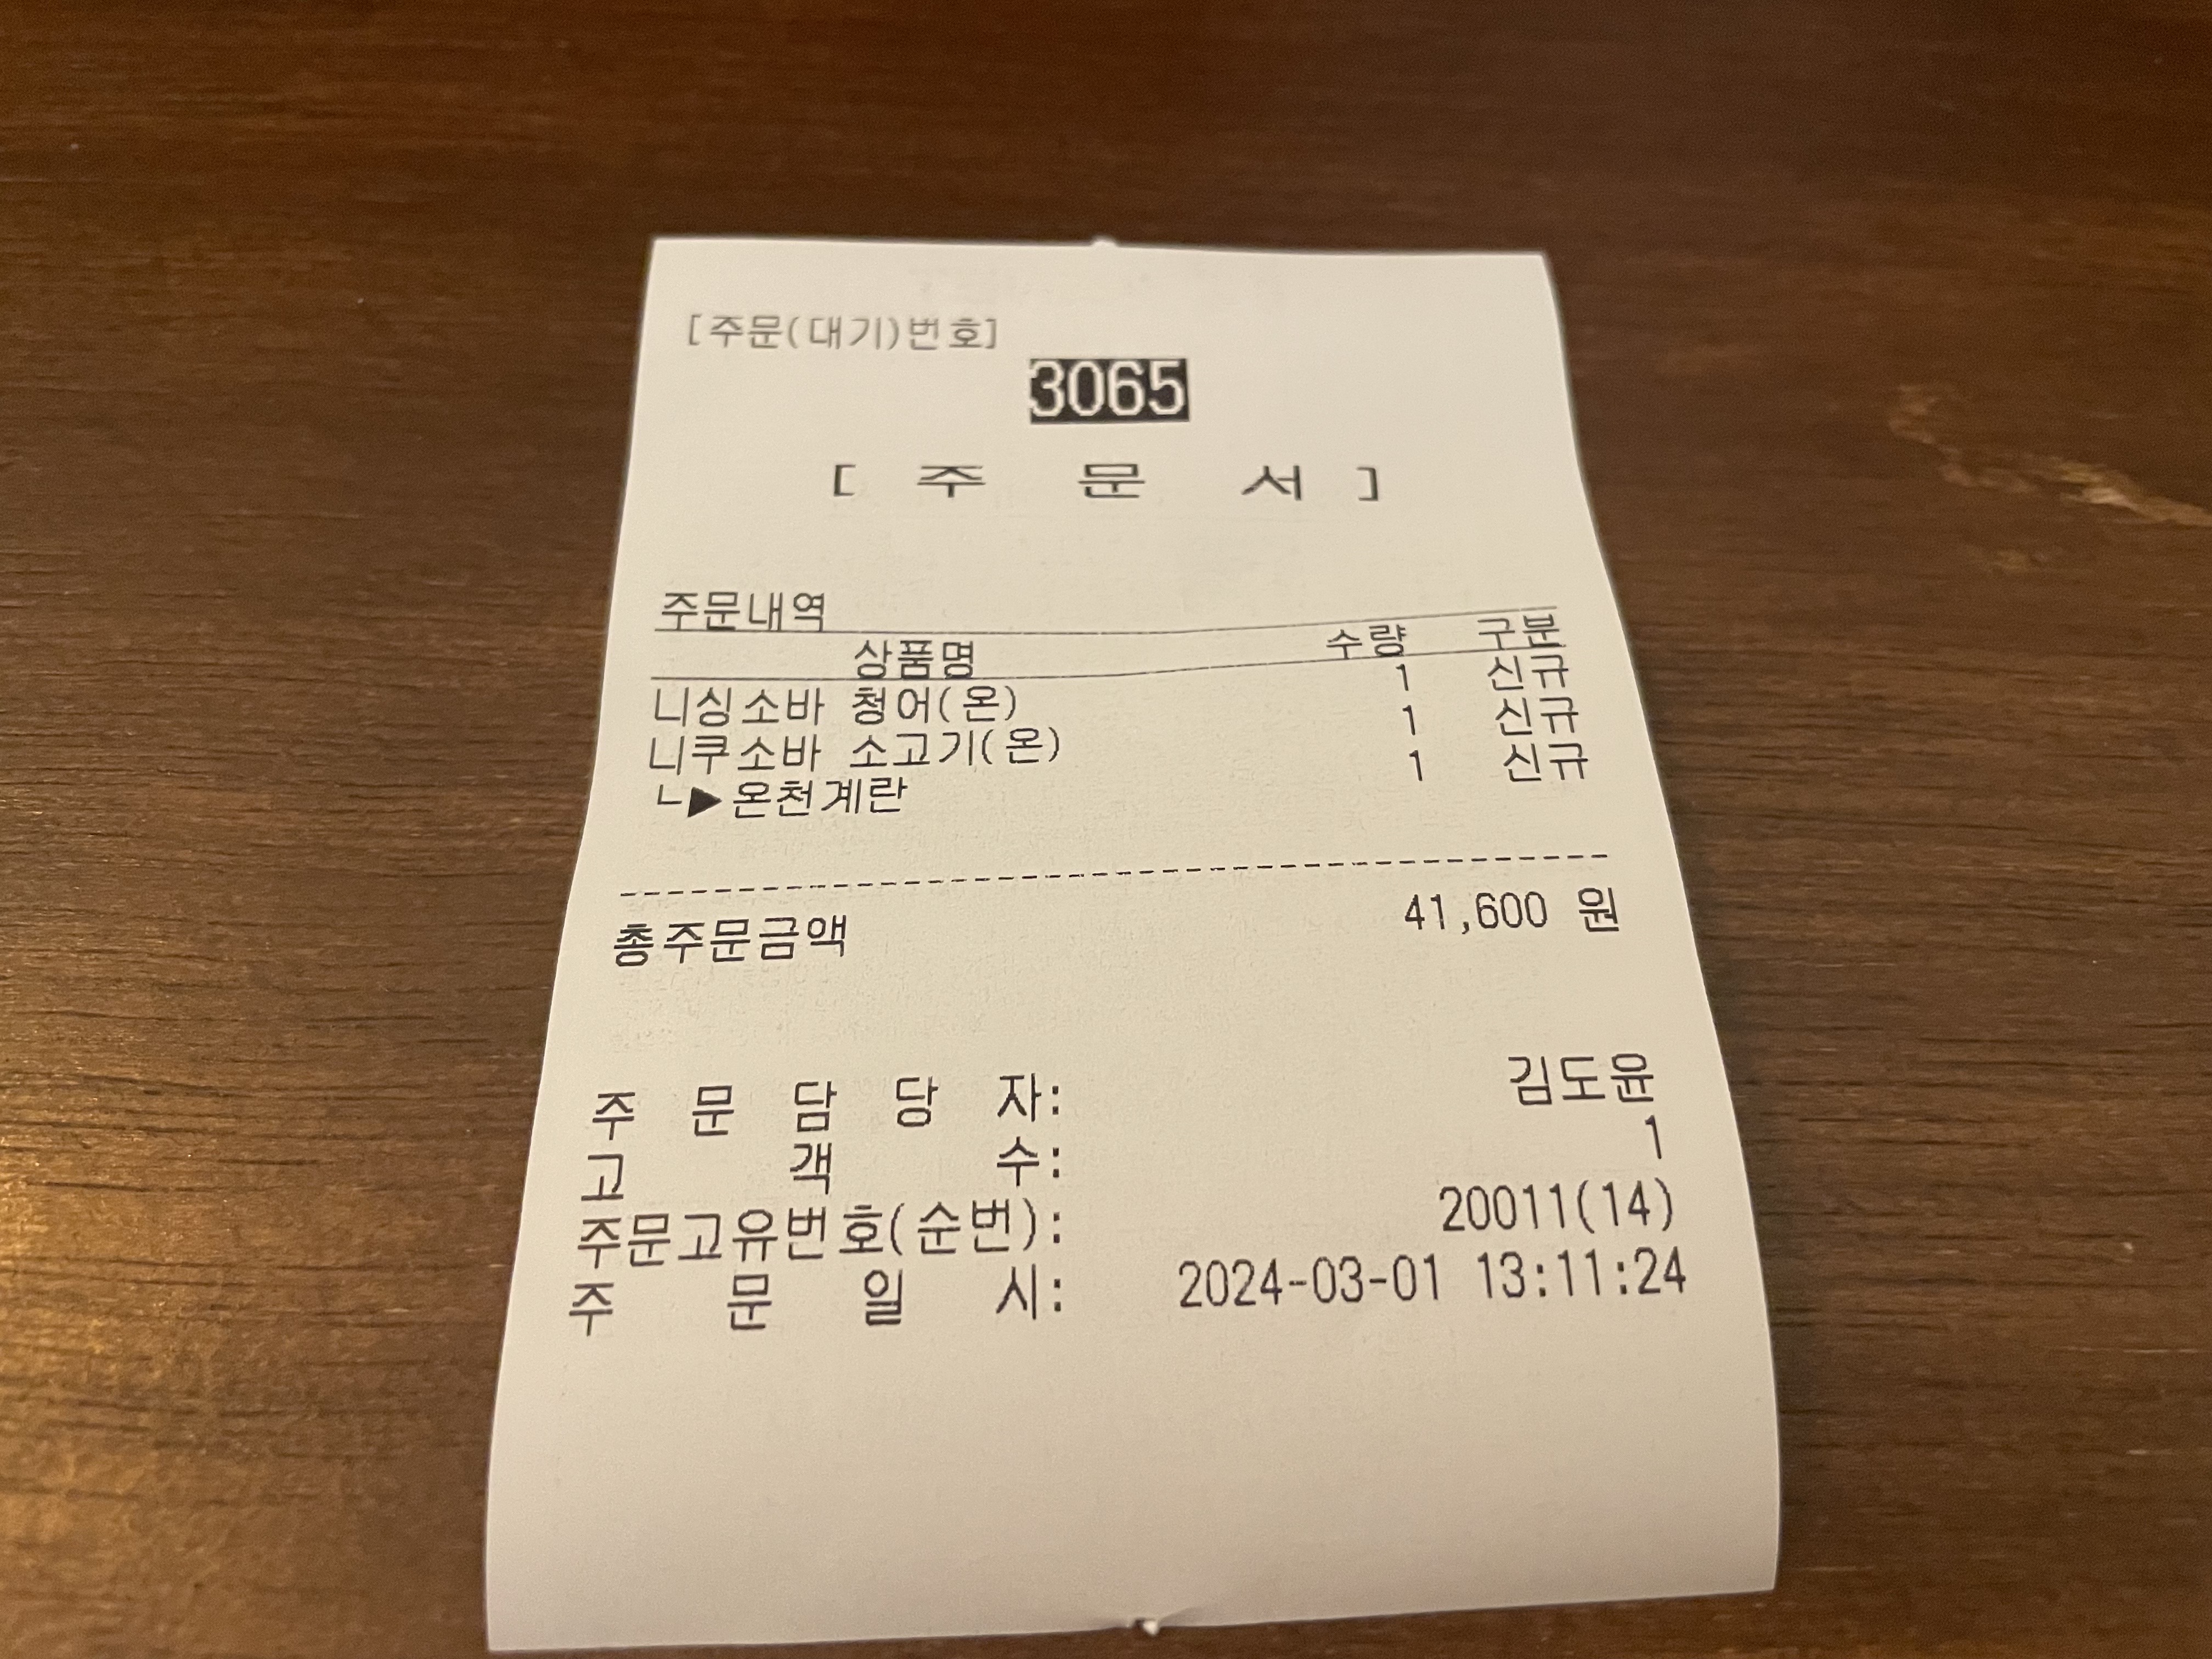 [주문(대기)번호]
3065
[ 주 문 서 ]
주문내역
상품명 수량 구분
니싱소바 청어(온) 1 신규
니쿠소바 소고기(온) 1 신규
└▶온천계란 1 신규
총주문금액 41,600 원
주 문 담 당 자: 김도윤
고 객 수: 1
주문고유번호(순번): 20011(14)
주 문 일 시: 2024-03-01 13:11:24